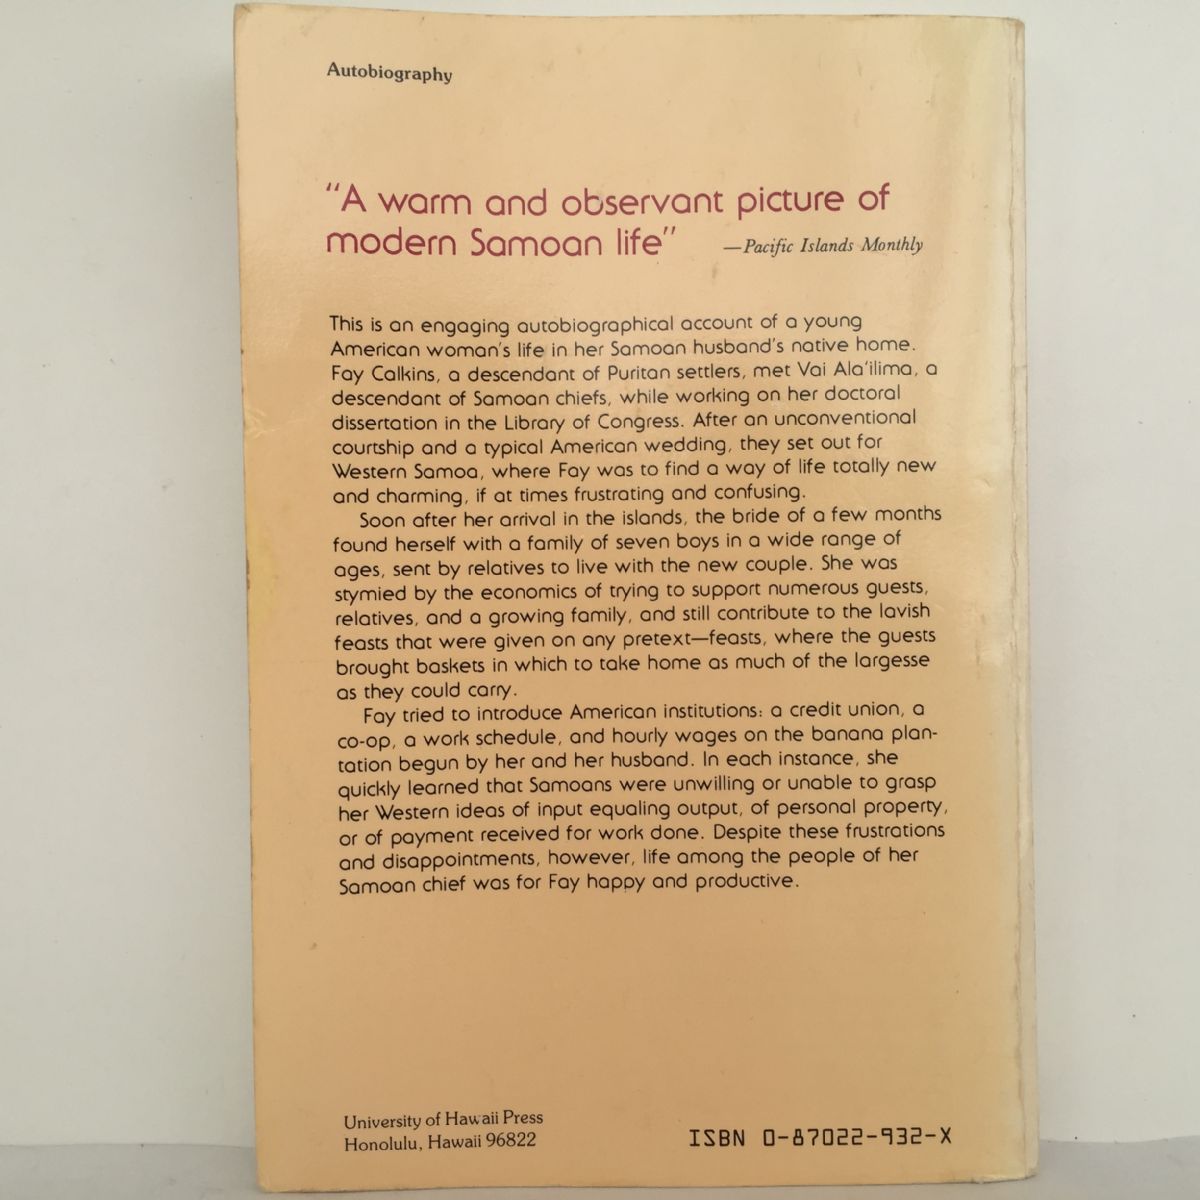 Autobiography
“A warm and observant picture of
modern Samoan life”
—Pacific Islands Monthly
This is an engaging autobiographical account of a young
American woman's life in her Samoan husband's native home.
Fay Calkins, a descendant of Puritan settlers, met Vai Ala'ilima, a
descendant of Samoan chiefs, while working on her doctoral
dissertation in the Library of Congress. After an unconventional
courtship and a typical American wedding, they set out for
Western Samoa, where Fay was to find a way of life totally new
and charming, if at times frustrating and confusing.
Soon after her arrival in the islands, the bride of a few months
found herself with a family of seven boys in a wide range of
ages, sent by relatives to live with the new couple. She was
stymied by the economics of trying to support numerous guests,
relatives, and a growing family, and still contribute to the lavish
feasts that were given on any pretext—feasts, where the guests
brought baskets in which to take home as much of the largesse
as they could carry.
Fay tried to introduce American institutions: a credit union, a
co-op, a work schedule, and hourly wages on the banana plan-
tation begun by her and her husband. In each instance, she
quickly learned that Samoans were unwilling or unable to grasp
her Western ideas of input equaling output, of personal property,
or of payment received for work done. Despite these frustrations
and disappointments, however, life among the people of her
Samoan chief was for Fay happy and productive.
University of Hawaii Press
Honolulu, Hawaii 96822
ISBN 0-87022-932-X